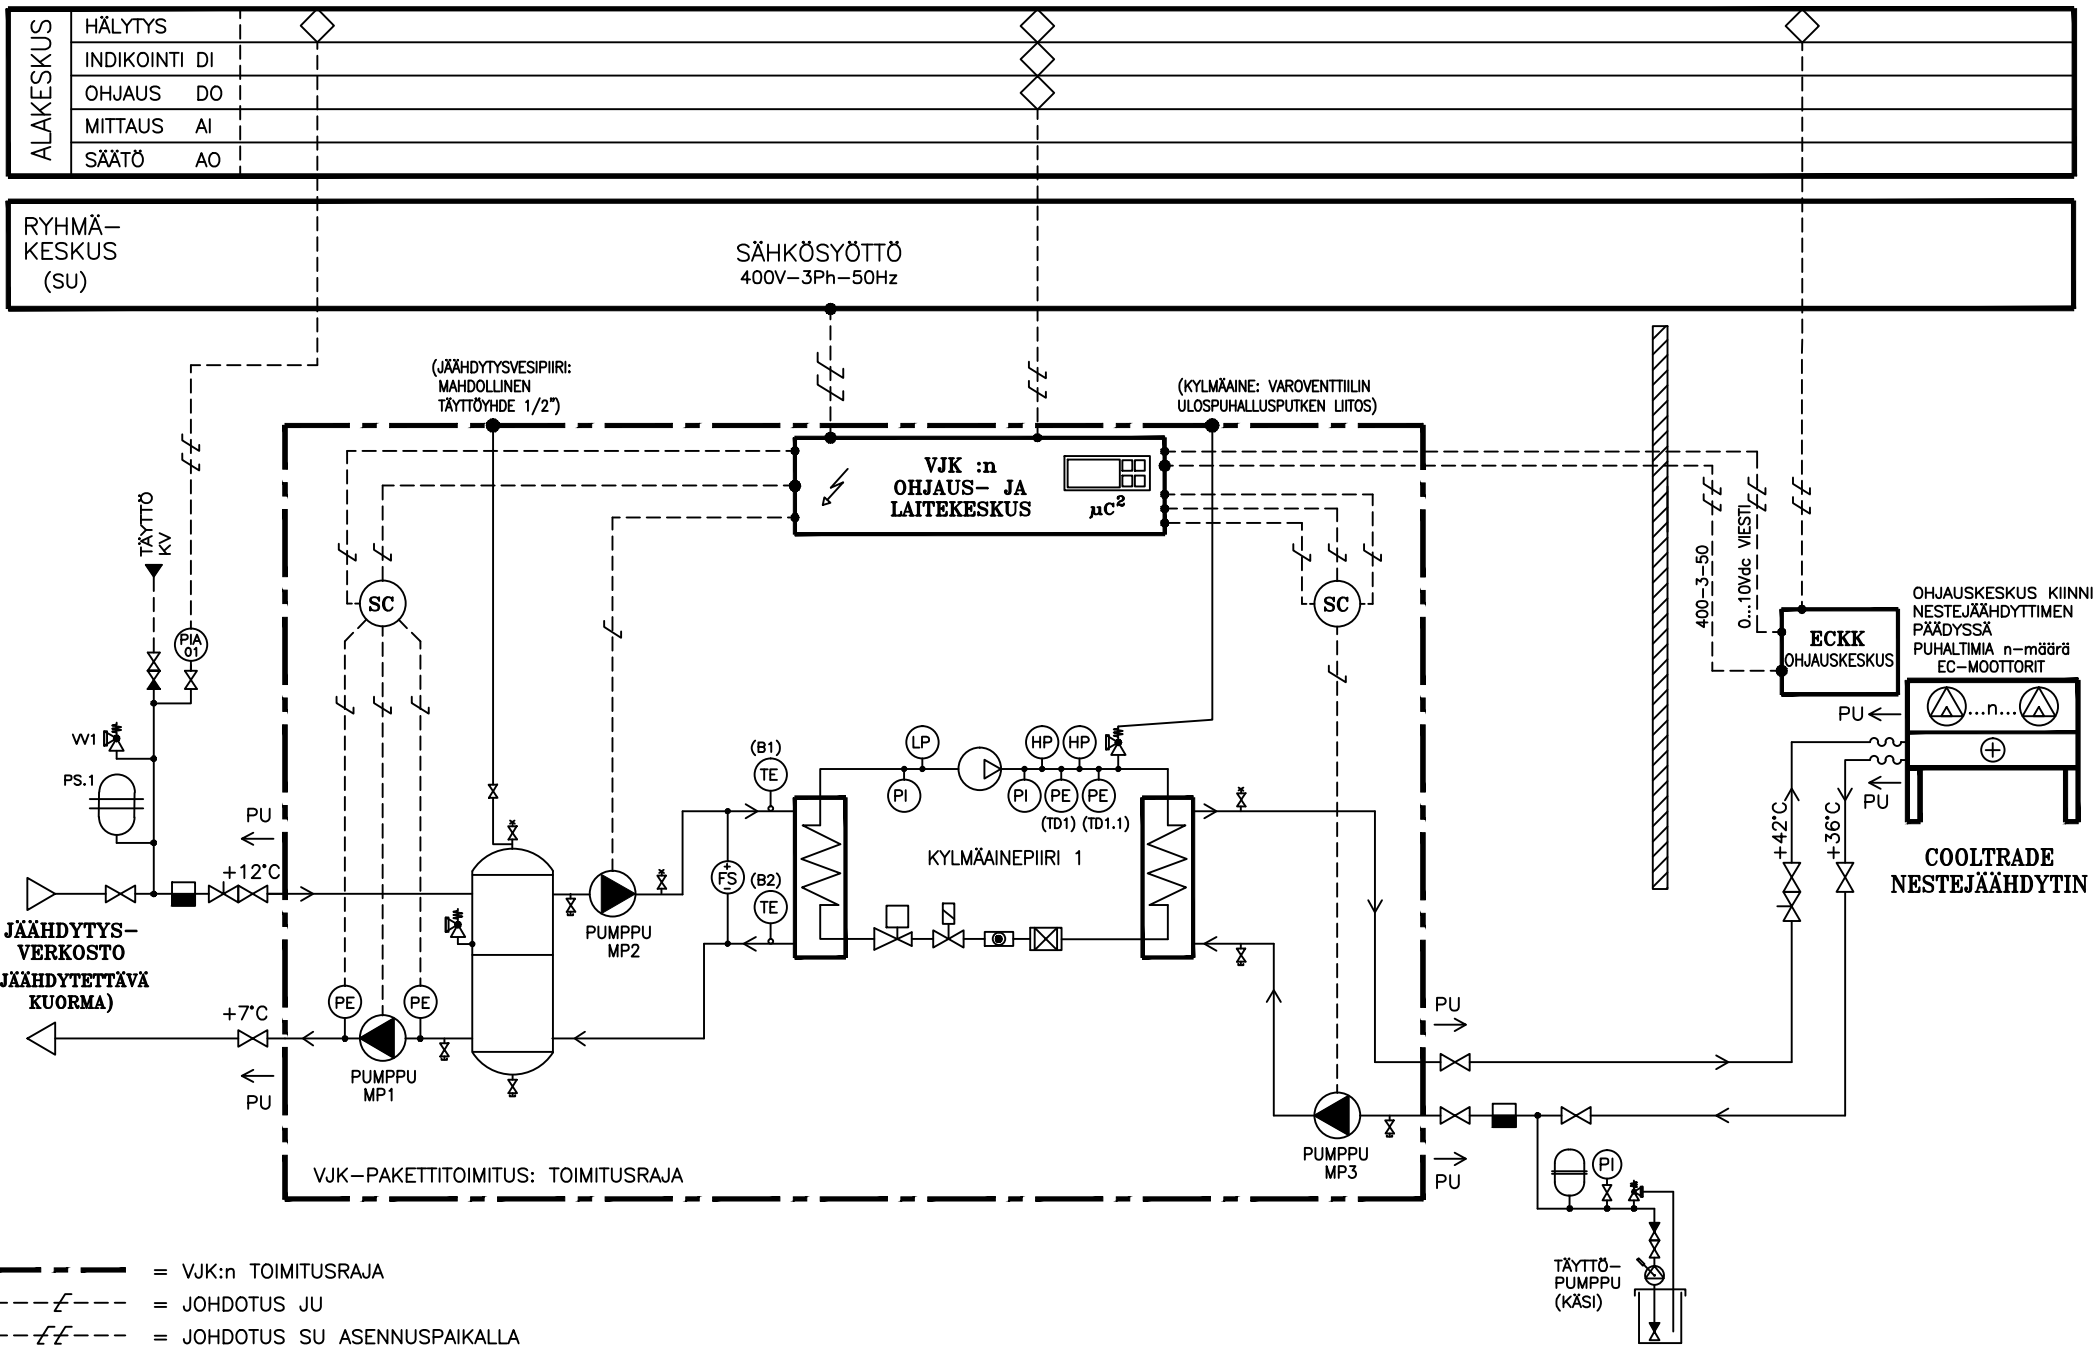 ALAKESKUS
HÄLYTYS
INDIKOINTI DI
OHJAUS DO
MITTAUS AI
SÄÄTÖ AO
RYHMÄ-
KESKUS
(SU)
SÄHKÖSYÖTTÖ
400V-3Ph-50Hz
(JÄÄHDYTYSVESIPIIRI:
MAHDOLLINEN
TÄYTTÖYHDE 1/2")
(KYLMÄAINE: VAROVENTTIILIN
ULOSPUHALLUSPUTKEN LIITOS)
VJK :n
OHJAUS- JA
LAITEKESKUS
µC²
TÄYTTÖ
KV
PIA
01
SC
SC
400-3-50
0...10Vdc VIESTI
ECKK
OHJAUSKESKUS
OHJAUSKESKUS KIINNI
NESTEJÄÄHDYTTIMEN
PÄÄDYSSÄ
PUHALTIMIA n-määrä
EC-MOOTTORIT
...n...
PU
PU
VV1
PS.1
PU
+12°C
(B1)
TE
LP
PI
HP
HP
PI
PE
PE
(TD1)
(TD1.1)
KYLMÄAINEPIIRI 1
+
FS
-
(B2)
TE
+42°C
+36°C
COOLTRADE
NESTEJÄÄHDYTIN
JÄÄHDYTYS-
VERKOSTO
JÄÄHDYTETTÄVÄ
KUORMA)
PUMPPU
MP2
+7°C
PE
PE
PUMPPU
MP1
PU
PU
PUMPPU
MP3
PU
PI
VJK-PAKETTITOIMITUS: TOIMITUSRAJA
TÄYTTÖ-
PUMPPU
(KÄSI)
= VJK:n TOIMITUSRAJA
= JOHDOTUS JU
= JOHDOTUS SU ASENNUSPAIKALLA